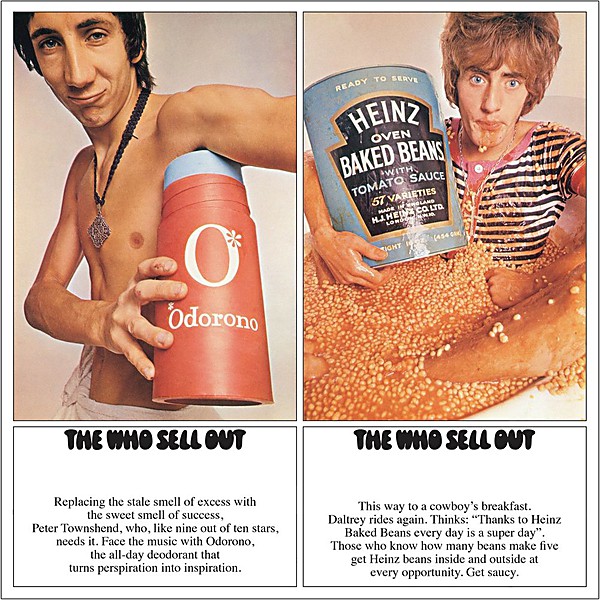 O*
*Odorono
READY TO SERVE
HEINZ
OVEN
BAKED BEANS
WITH
TOMATO SAUCE
57 VARIETIES
MADE IN ENGLAND
H.J. HEINZ CO. LTD.
LONDON. N.W.10.
THE WHO SELL OUT
Replacing the stale smell of excess with
the sweet smell of success,
Peter Townshend, who, like nine out of ten stars,
needs it. Face the music with Odorono,
the all-day deodorant that
turns perspiration into inspiration.
THE WHO SELL OUT
This way to a cowboy’s breakfast.
Daltrey rides again. Thinks: “Thanks to Heinz
Baked Beans every day is a super day”.
Those who know how many beans make five
get Heinz beans inside and outside at
every opportunity. Get saucy.